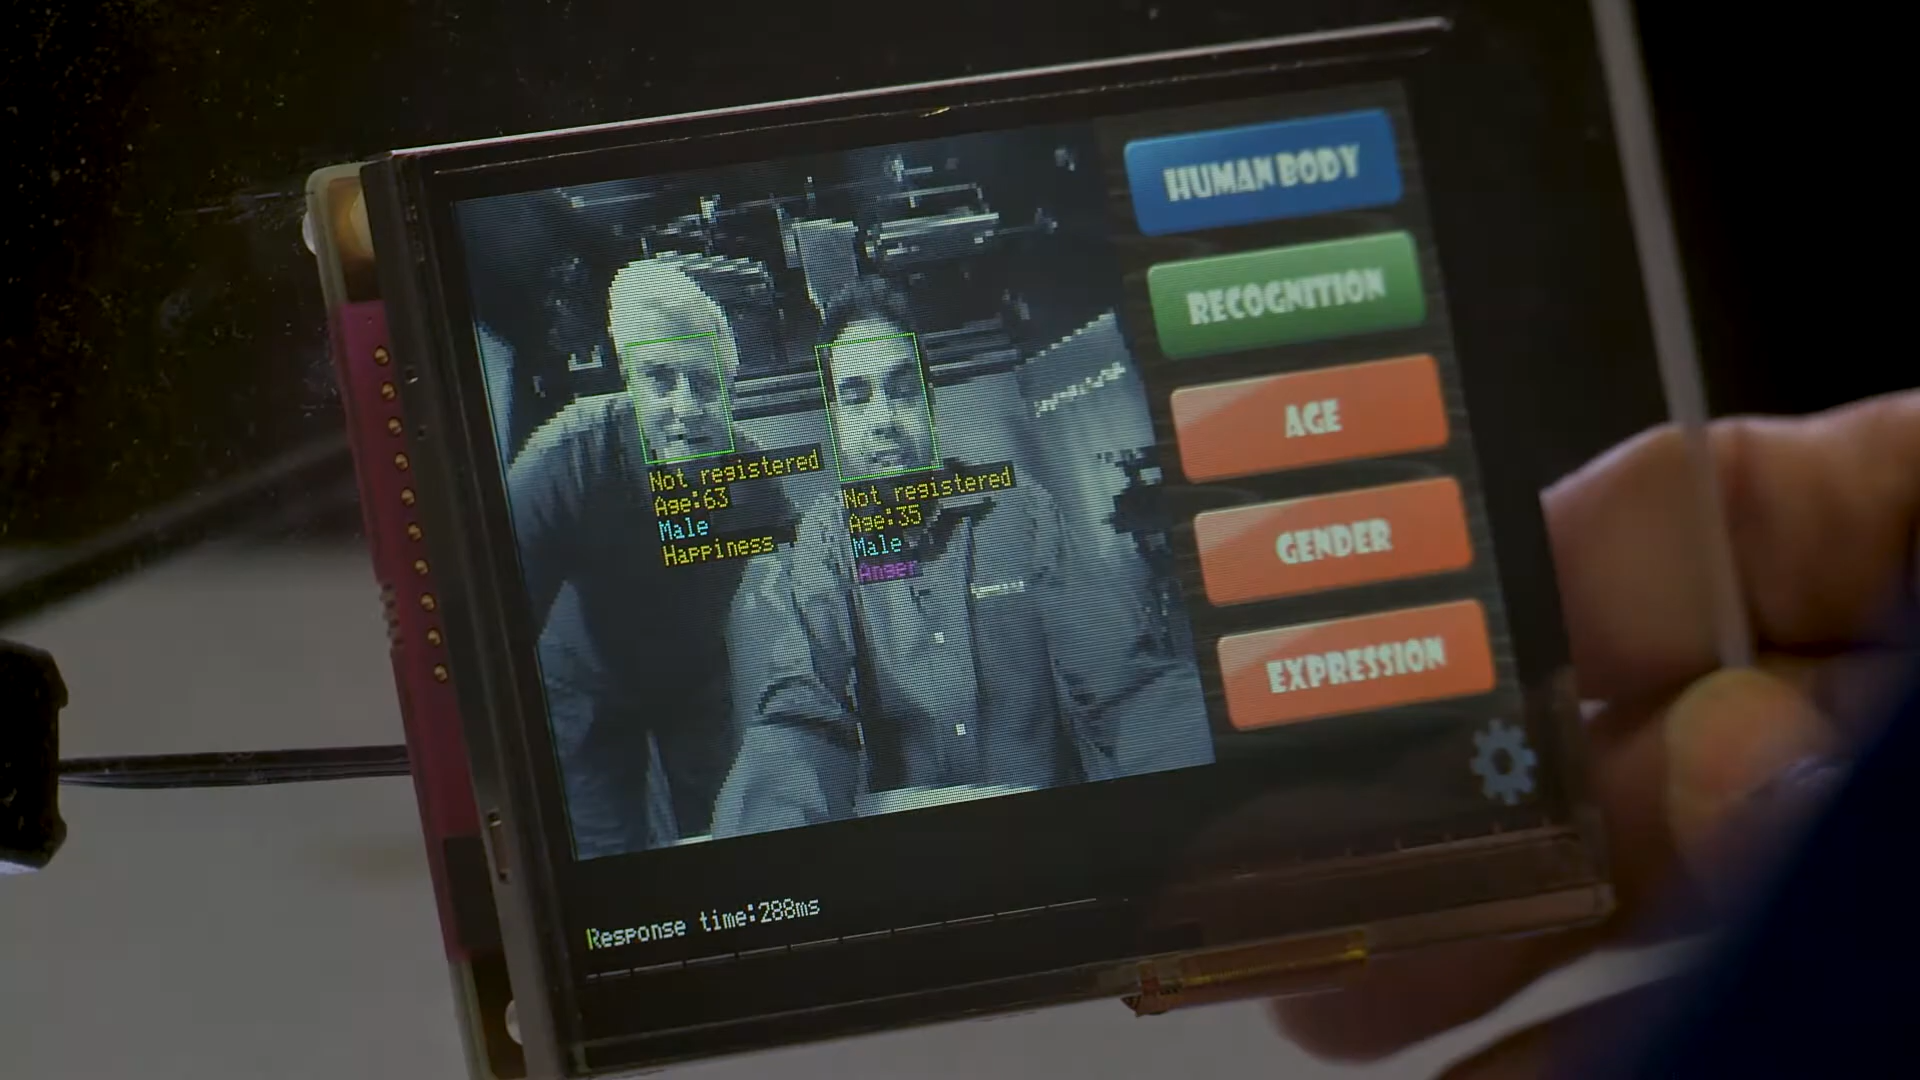 Not registered
Age:63
Male
Happiness
Not registered
Age:35
Male
Anger
HUMAN BODY
RECOGNITION
AGE
GENDER
EXPRESSION
Response time:288ms